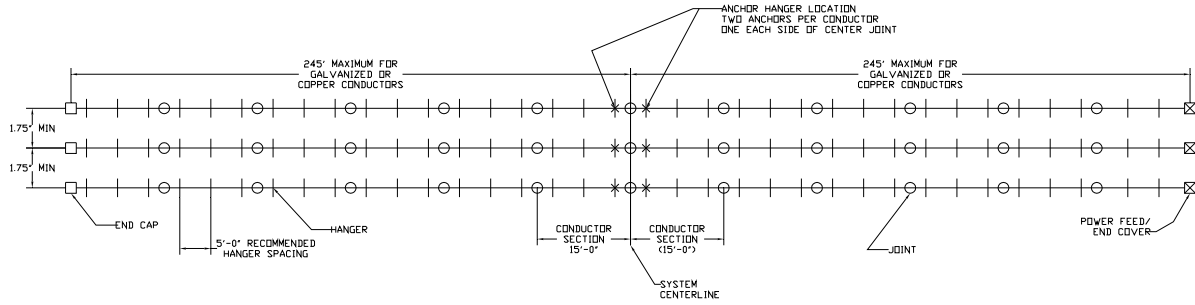 ANCHOR HANGER LOCATION
TWO ANCHORS PER CONDUCTOR
ONE EACH SIDE OF CENTER JOINT
245' MAXIMUM FOR
GALVANIZED OR
COPPER CONDUCTORS
245' MAXIMUM FOR
GALVANIZED OR
COPPER CONDUCTORS
1.75" MIN
1.75" MIN
END CAP
HANGER
5'-0" RECOMMENDED
HANGER SPACING
CONDUCTOR
SECTION
15'-0"
CONDUCTOR
SECTION
(15'-0")
JOINT
POWER FEED/
END COVER
SYSTEM
CENTERLINE